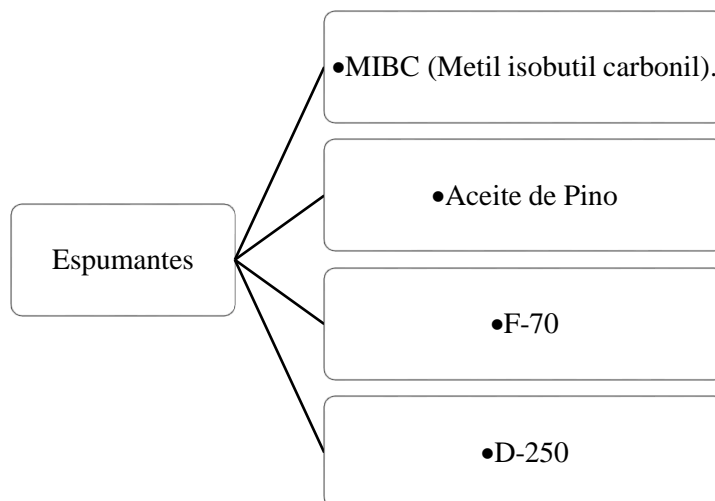 Espumantes
•MIBC (Metil isobutil carbonil).
•Aceite de Pino
•F-70
•D-250